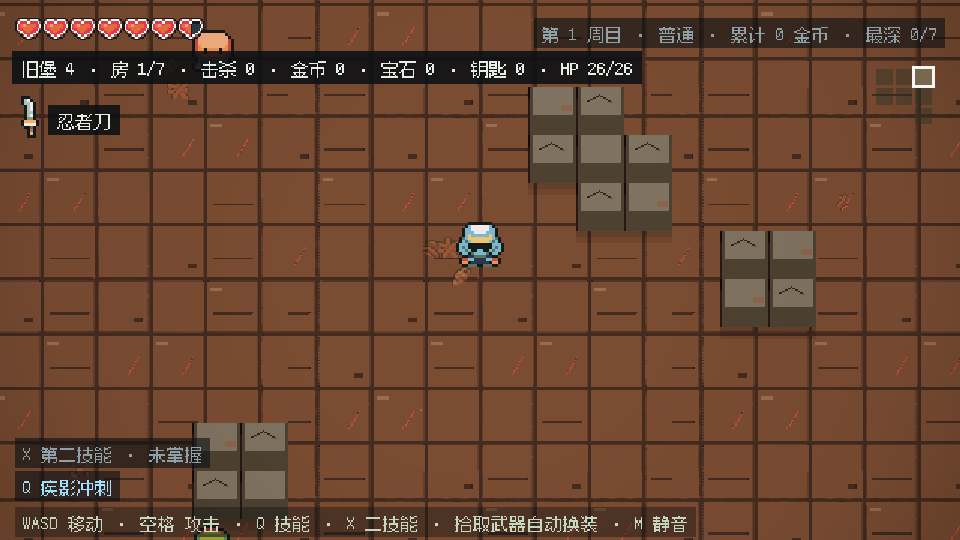 第 1 周目 · 普通 · 累计 0 金币 · 最深 0/7
旧堡 4 · 房 1/7 · 击杀 0 · 金币 0 · 宝石 0 · 钥匙 0 · HP 26/26
忍者刀
X 第二技能 · 未掌握
Q 疾影冲刺
WASD 移动 · 空格 攻击 · Q 技能 · X 二技能 · 拾取武器自动换装 · M 静音